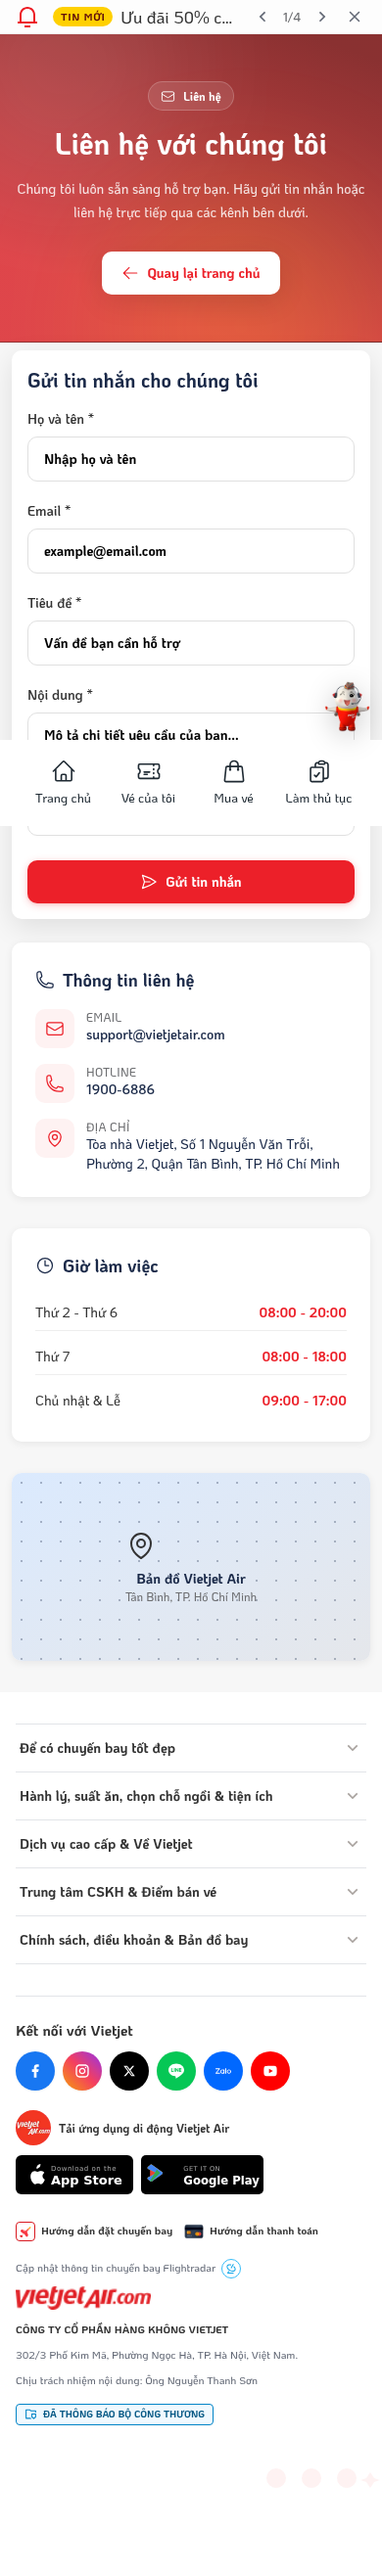 TIN MỚI Ưu đãi 50% c... 1/4
Liên hệ
Liên hệ với chúng tôi
Chúng tôi luôn sẵn sàng hỗ trợ bạn. Hãy gửi tin nhắn hoặc
liên hệ trực tiếp qua các kênh bên dưới.
Quay lại trang chủ
Gửi tin nhắn cho chúng tôi
Họ và tên *
Nhập họ và tên
Email *
example@email.com
Tiêu đề *
Vấn đề bạn cần hỗ trợ
Nội dung *
Mô tả chi tiết yêu cầu của bạn...
Trang chủ Vé của tôi Mua vé Làm thủ tục
Gửi tin nhắn
Thông tin liên hệ
EMAIL
support@vietjetair.com
HOTLINE
1900-6886
ĐỊA CHỈ
Tòa nhà Vietjet, Số 1 Nguyễn Văn Trỗi,
Phường 2, Quận Tân Bình, TP. Hồ Chí Minh
Giờ làm việc
Thứ 2 - Thứ 6 08:00 - 20:00
Thứ 7 08:00 - 18:00
Chủ nhật & Lễ 09:00 - 17:00
Bản đồ Vietjet Air
Tân Bình, TP. Hồ Chí Minh
Để có chuyến bay tốt đẹp
Hành lý, suất ăn, chọn chỗ ngồi & tiện ích
Dịch vụ cao cấp & Về Vietjet
Trung tâm CSKH & Điểm bán vé
Chính sách, điều khoản & Bản đồ bay
Kết nối với Vietjet
LINE Zalo
vietjetAir.com Tải ứng dụng di động Vietjet Air
Download on the
App Store
GET IT ON
Google Play
Hướng dẫn đặt chuyến bay Hướng dẫn thanh toán
Cập nhật thông tin chuyến bay Flightradar
vietjetAir.com
CÔNG TY CỔ PHẦN HÀNG KHÔNG VIETJET
302/3 Phố Kim Mã, Phường Ngọc Hà, TP. Hà Nội, Việt Nam.
Chịu trách nhiệm nội dung: Ông Nguyễn Thanh Sơn
ĐÃ THÔNG BÁO BỘ CÔNG THƯƠNG